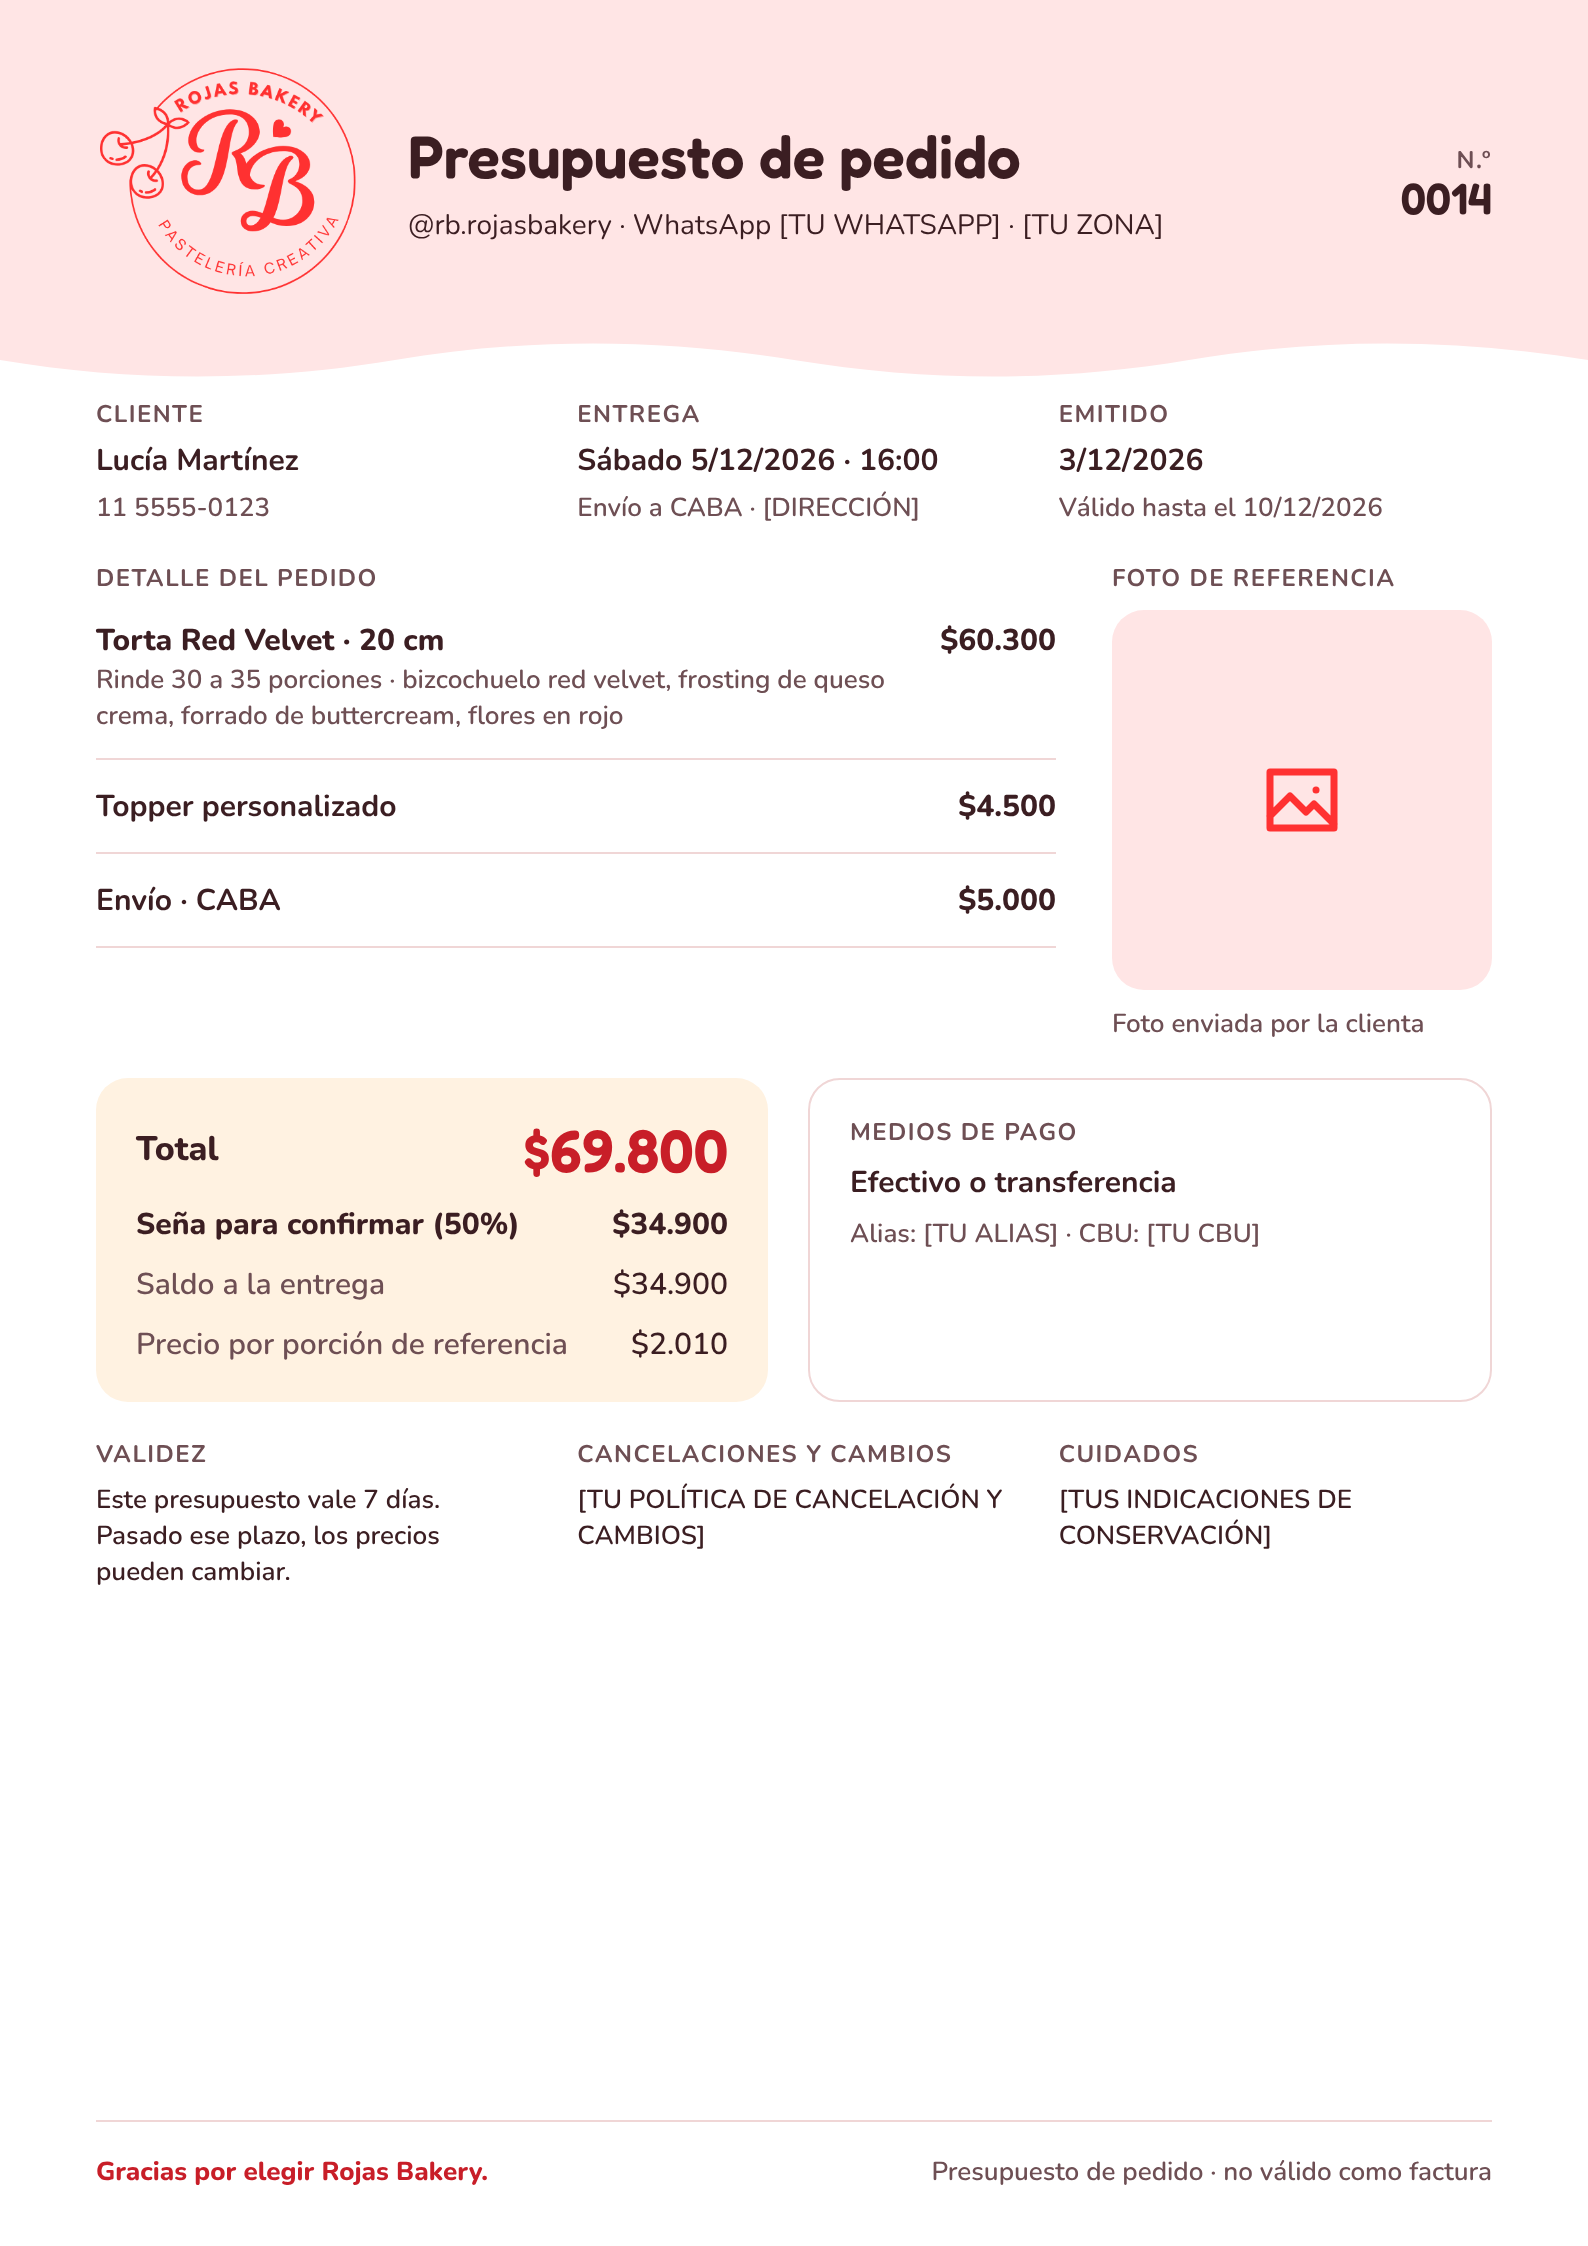 ROJAS BAKERY
RB
PASTELERÍA CREATIVA
Presupuesto de pedido
@rb.rojasbakery · WhatsApp [TU WHATSAPP] · [TU ZONA]
N.º
0014
CLIENTE
Lucía Martínez
11 5555-0123
ENTREGA
Sábado 5/12/2026 · 16:00
Envío a CABA · [DIRECCIÓN]
EMITIDO
3/12/2026
Válido hasta el 10/12/2026
DETALLE DEL PEDIDO
Torta Red Velvet · 20 cm $60.300
Rinde 30 a 35 porciones · bizcochuelo red velvet, frosting de queso
crema, forrado de buttercream, flores en rojo
Topper personalizado $4.500
Envío · CABA $5.000
FOTO DE REFERENCIA
Foto enviada por la clienta
Total $69.800
Seña para confirmar (50%) $34.900
Saldo a la entrega $34.900
Precio por porción de referencia $2.010
MEDIOS DE PAGO
Efectivo o transferencia
Alias: [TU ALIAS] · CBU: [TU CBU]
VALIDEZ
Este presupuesto vale 7 días.
Pasado ese plazo, los precios
pueden cambiar.
CANCELACIONES Y CAMBIOS
[TU POLÍTICA DE CANCELACIÓN Y
CAMBIOS]
CUIDADOS
[TUS INDICACIONES DE
CONSERVACIÓN]
Gracias por elegir Rojas Bakery.
Presupuesto de pedido · no válido como factura